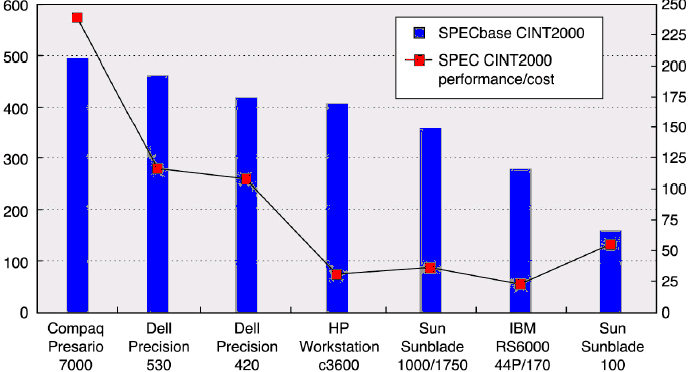 600
500
400
300
200
100
0
SPECbase CINT2000
SPEC CINT2000
performance/cost
250
225
200
175
150
125
100
75
50
25
0
Compaq
Presario
7000
Dell
Precision
530
Dell
Precision
420
HP
Workstation
c3600
Sun
Sunblade
1000/1750
IBM
RS6000
44P/170
Sun
Sunblade
100